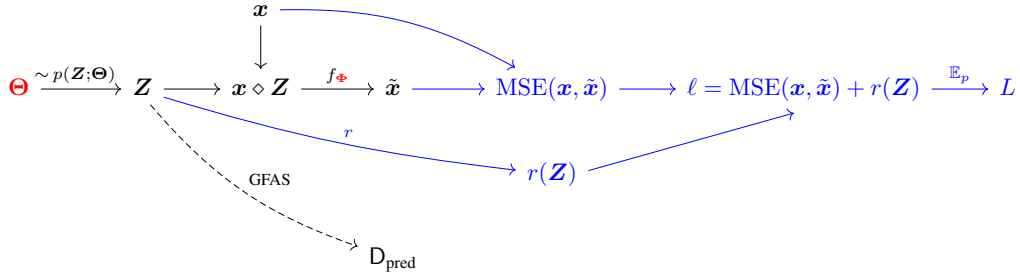 x
Θ ∼ p(Z;Θ) Z x ⋄ Z f_Φ x̃ MSE(x, x̃) ℓ = MSE(x, x̃) + r(Z) 𝔼_p L
r
r(Z)
GFAS
D_pred